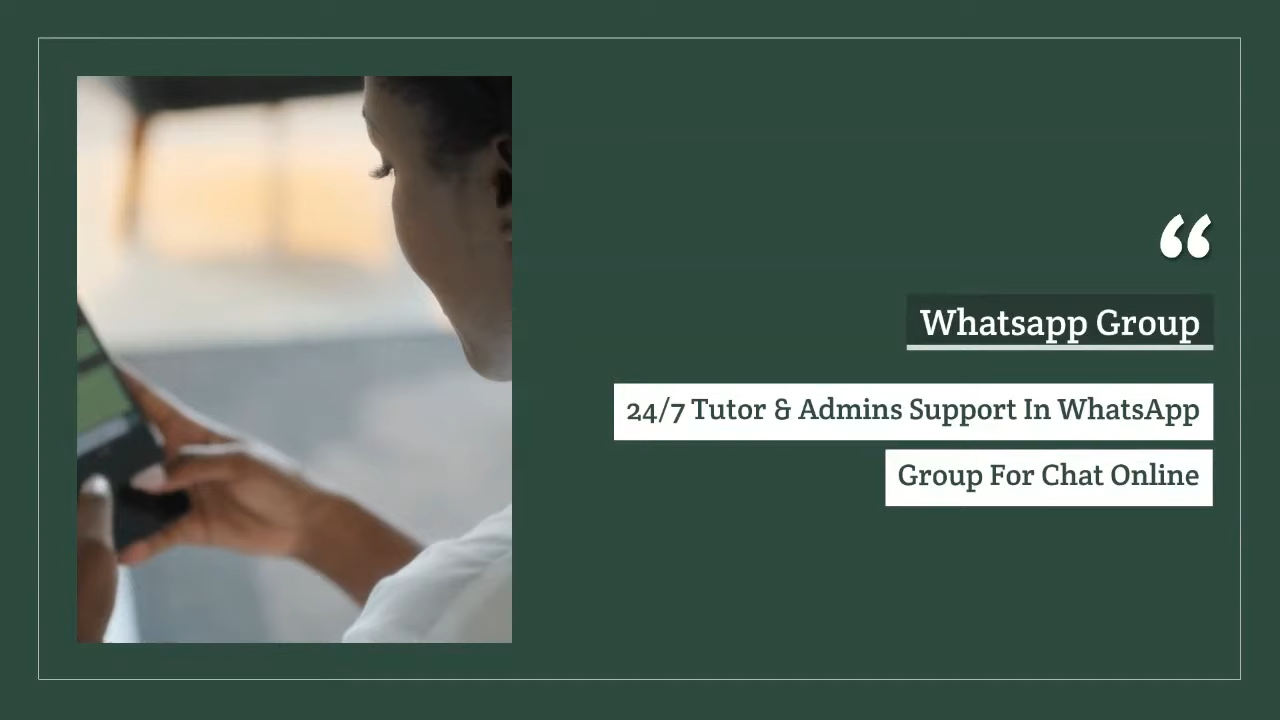 “
Whatsapp Group
24/7 Tutor & Admins Support In WhatsApp
Group For Chat Online